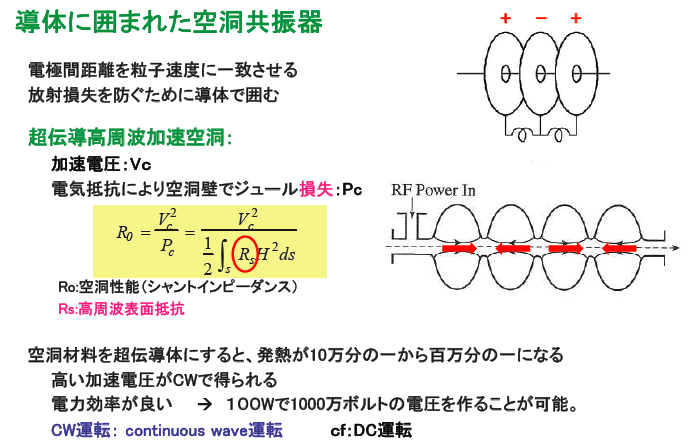 導体に囲まれた空洞共振器
+ − +
電極間距離を粒子速度に一致させる
放射損失を防ぐために導体で囲む
超伝導高周波加速空洞:
加速電圧:Vc
電気抵抗により空洞壁でジュール損失:Pc
R₀ = V_c² / P_c = V_c² / (1/2 ∫_s R_s H² ds)
Ro:空洞性能(シャントインピーダンス)
Rs:高周波表面抵抗
RF Power In
空洞材料を超伝導体にすると、発熱が10万分の一から百万分の一になる
高い加速電圧がCWで得られる
電力効率が良い → 100Wで1000万ボルトの電圧を作ることが可能。
CW運転: continuous wave運転 cf:DC運転